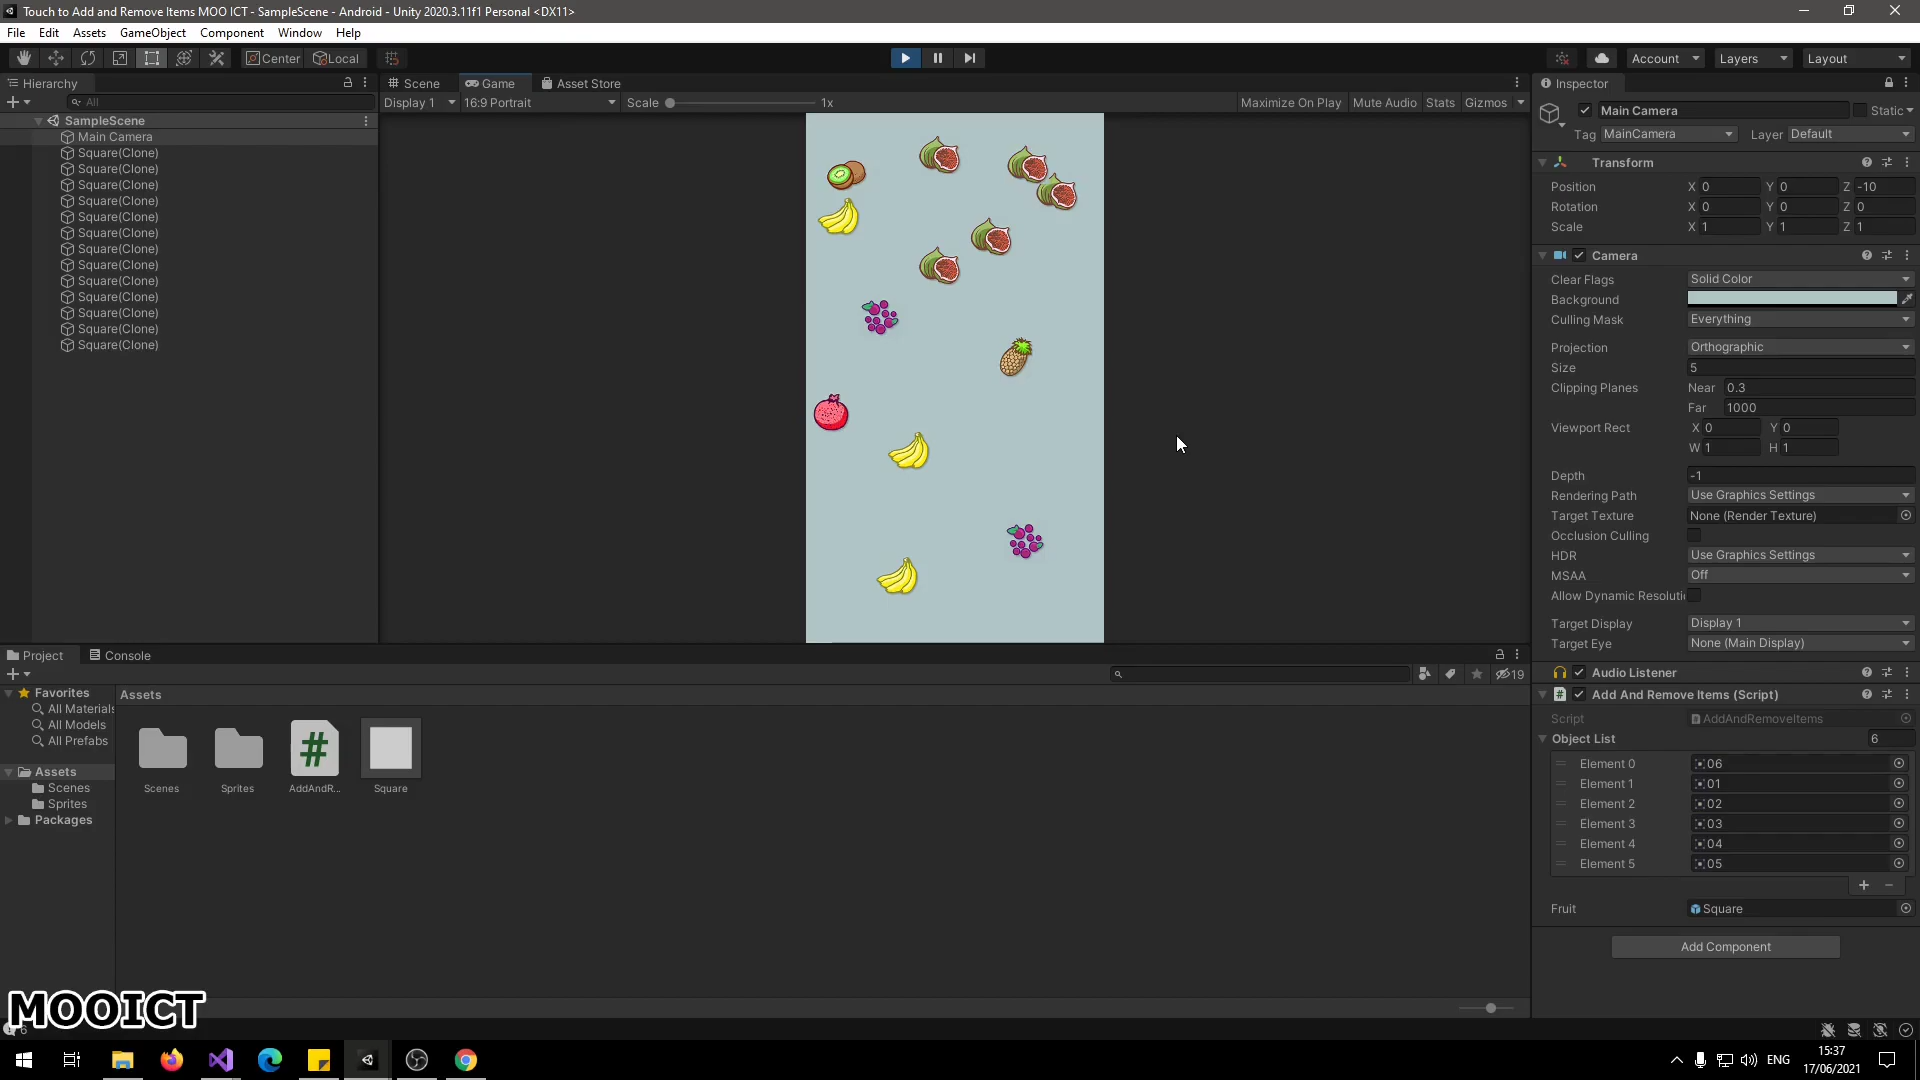 Touch to Add and Remove Items MOO ICT - SampleScene - Android - Unity 2020.3.11f1 Personal <DX11>
File Edit Assets GameObject Component Window Help
Center Local Account Layers Layout
Hierarchy Scene Game Asset Store Inspector
All Display 1 16:9 Portrait Scale 1x Maximize On Play Mute Audio Stats Gizmos
SampleScene
Main Camera
Square(Clone)
Square(Clone)
Square(Clone)
Square(Clone)
Square(Clone)
Square(Clone)
Square(Clone)
Square(Clone)
Square(Clone)
Square(Clone)
Square(Clone)
Square(Clone)
Square(Clone)
Main Camera Static
Tag MainCamera Layer Default
Transform
Position X 0 Y 0 Z -10
Rotation X 0 Y 0 Z 0
Scale X 1 Y 1 Z 1
Camera
Clear Flags Solid Color
Background
Culling Mask Everything
Projection Orthographic
Size 5
Clipping Planes Near 0.3
Far 1000
Viewport Rect X 0 Y 0
W 1 H 1
Depth -1
Rendering Path Use Graphics Settings
Target Texture None (Render Texture)
Occlusion Culling
HDR Use Graphics Settings
MSAA Off
Allow Dynamic Resoluti
Target Display Display 1
Target Eye None (Main Display)
Audio Listener
Add And Remove Items (Script)
Script AddAndRemoveItems
Object List 6
Element 0 06
Element 1 01
Element 2 02
Element 3 03
Element 4 04
Element 5 05
Fruit Square
Add Component
Project Console
19
Favorites
All Materials
All Models
All Prefabs
Assets
Scenes
Sprites
Packages
Assets
Scenes Sprites AddAndR... Square
MOOICT
ENG
15:37
17/06/2021